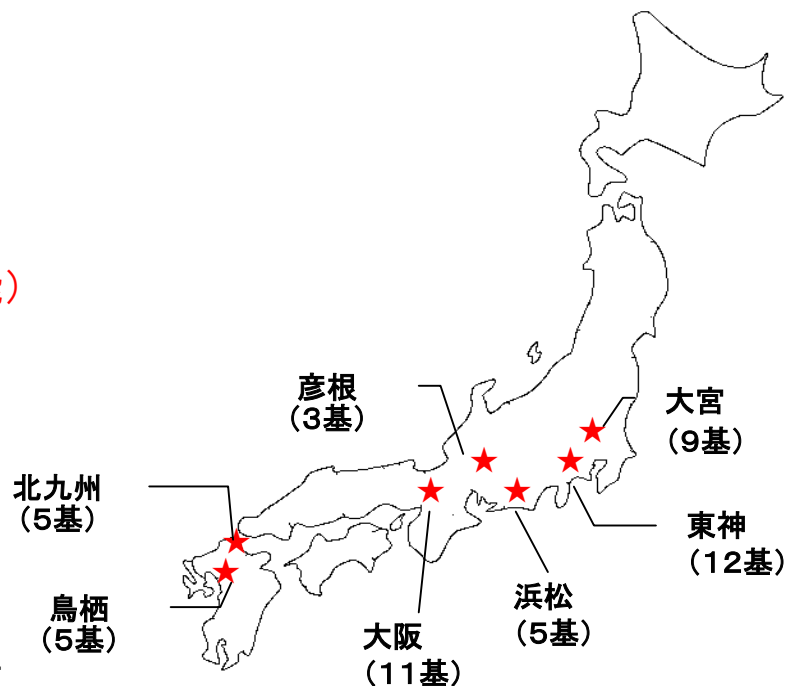 ）
彦根
（3基）
大宮
（9基）
北九州
（5基）
東神
（12基）
鳥栖
（5基）
浜松
（5基）
大阪
（11基）